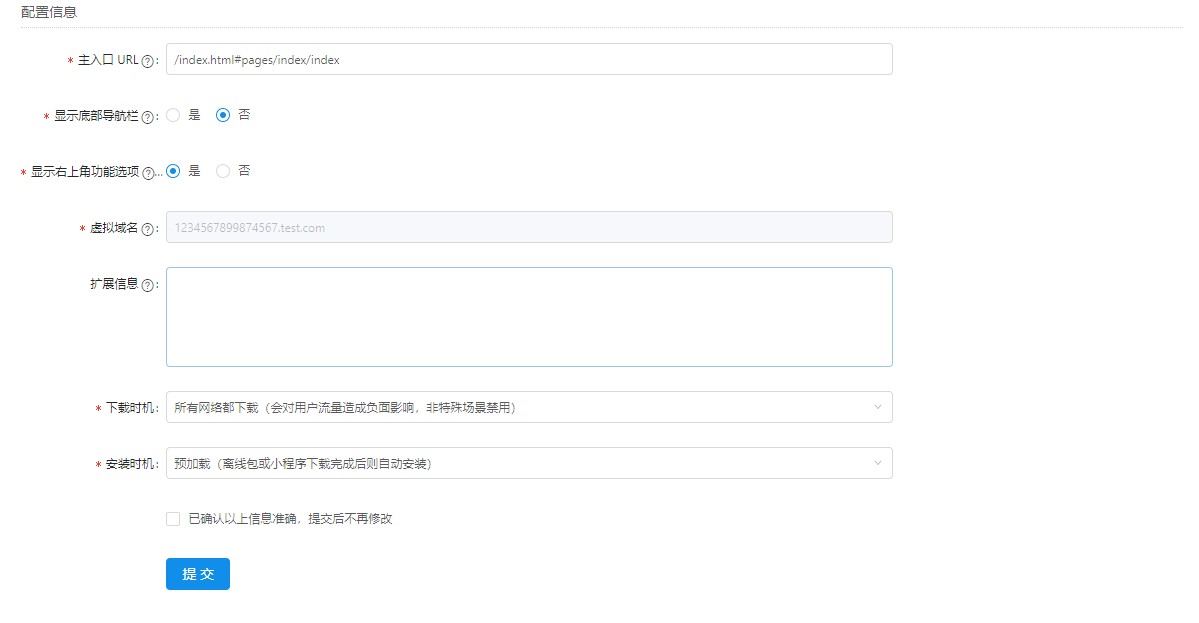 配置信息
* 主入口 URL ? : /index.html#pages/index/index
* 显示底部导航栏 ? : 是 否
* 显示右上角功能选项 ? ... 是 否
* 虚拟域名 ? : 1234567899874567.test.com
扩展信息 ? :
* 下载时机 : 所有网络都下载（会对用户流量造成负面影响，非特殊场景禁用）
* 安装时机 : 预加载（离线包或小程序下载完成后则自动安装）
已确认以上信息准确，提交后不再修改
提 交